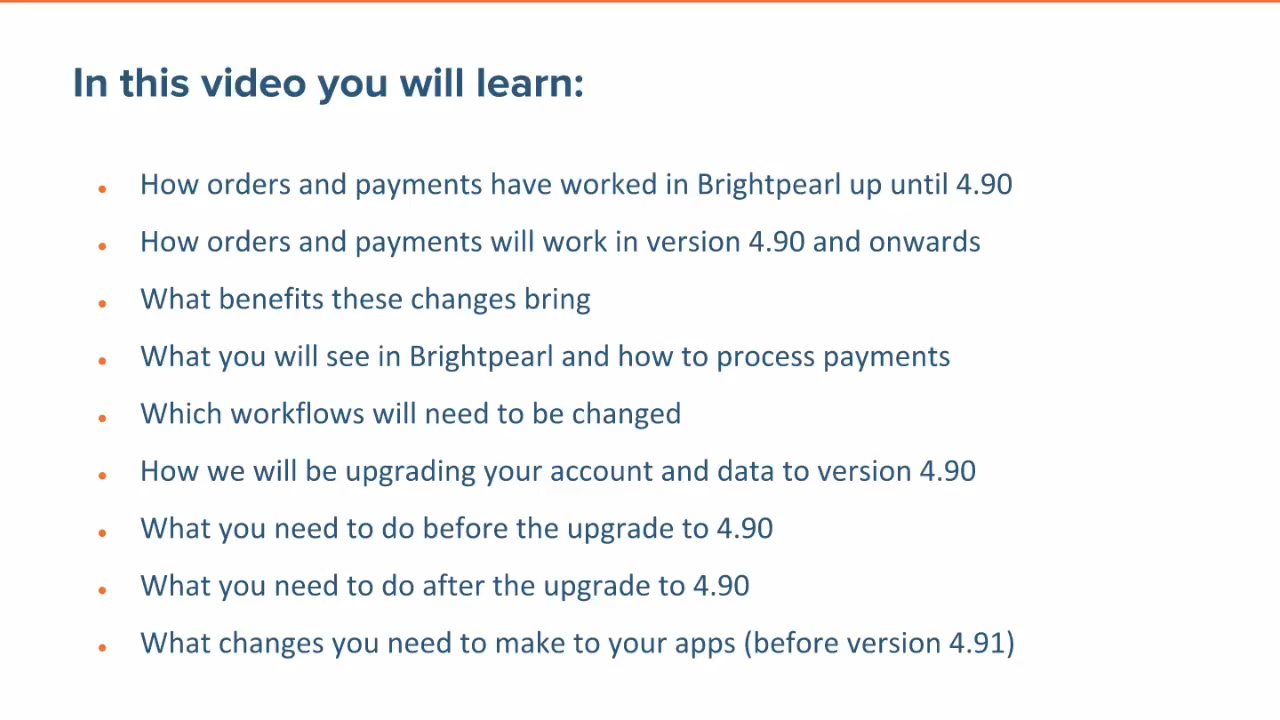 In this video you will learn:
• How orders and payments have worked in Brightpearl up until 4.90
• How orders and payments will work in version 4.90 and onwards
• What benefits these changes bring
• What you will see in Brightpearl and how to process payments
• Which workflows will need to be changed
• How we will be upgrading your account and data to version 4.90
• What you need to do before the upgrade to 4.90
• What you need to do after the upgrade to 4.90
• What changes you need to make to your apps (before version 4.91)